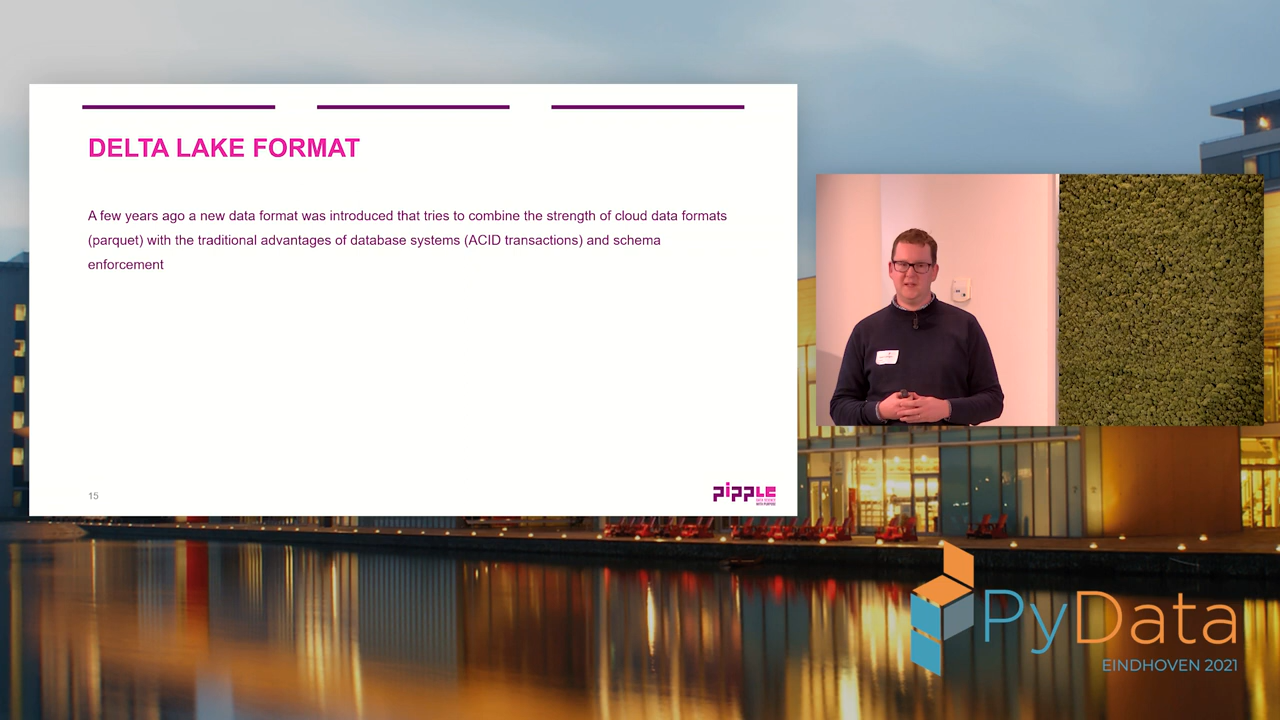 DELTA LAKE FORMAT
A few years ago a new data format was introduced that tries to combine the strength of cloud data formats
(parquet) with the traditional advantages of database systems (ACID transactions) and schema
enforcement
15
pipple
PyData
EINDHOVEN 2021